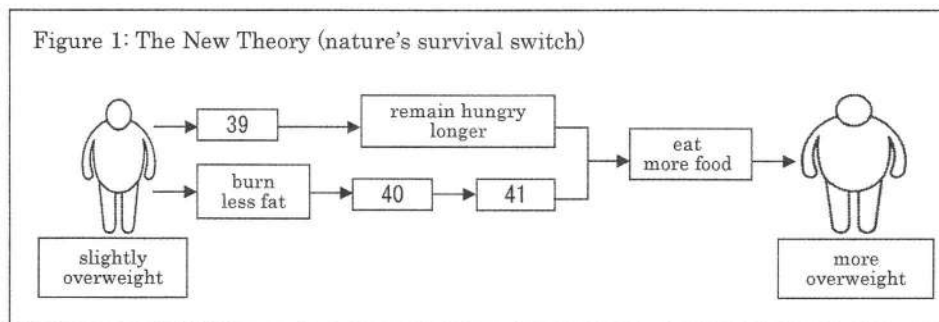 Figure 1: The New Theory (nature's survival switch)
39
remain hungry
longer
eat
more food
burn
less fat
40
41
slightly
overweight
more
overweight